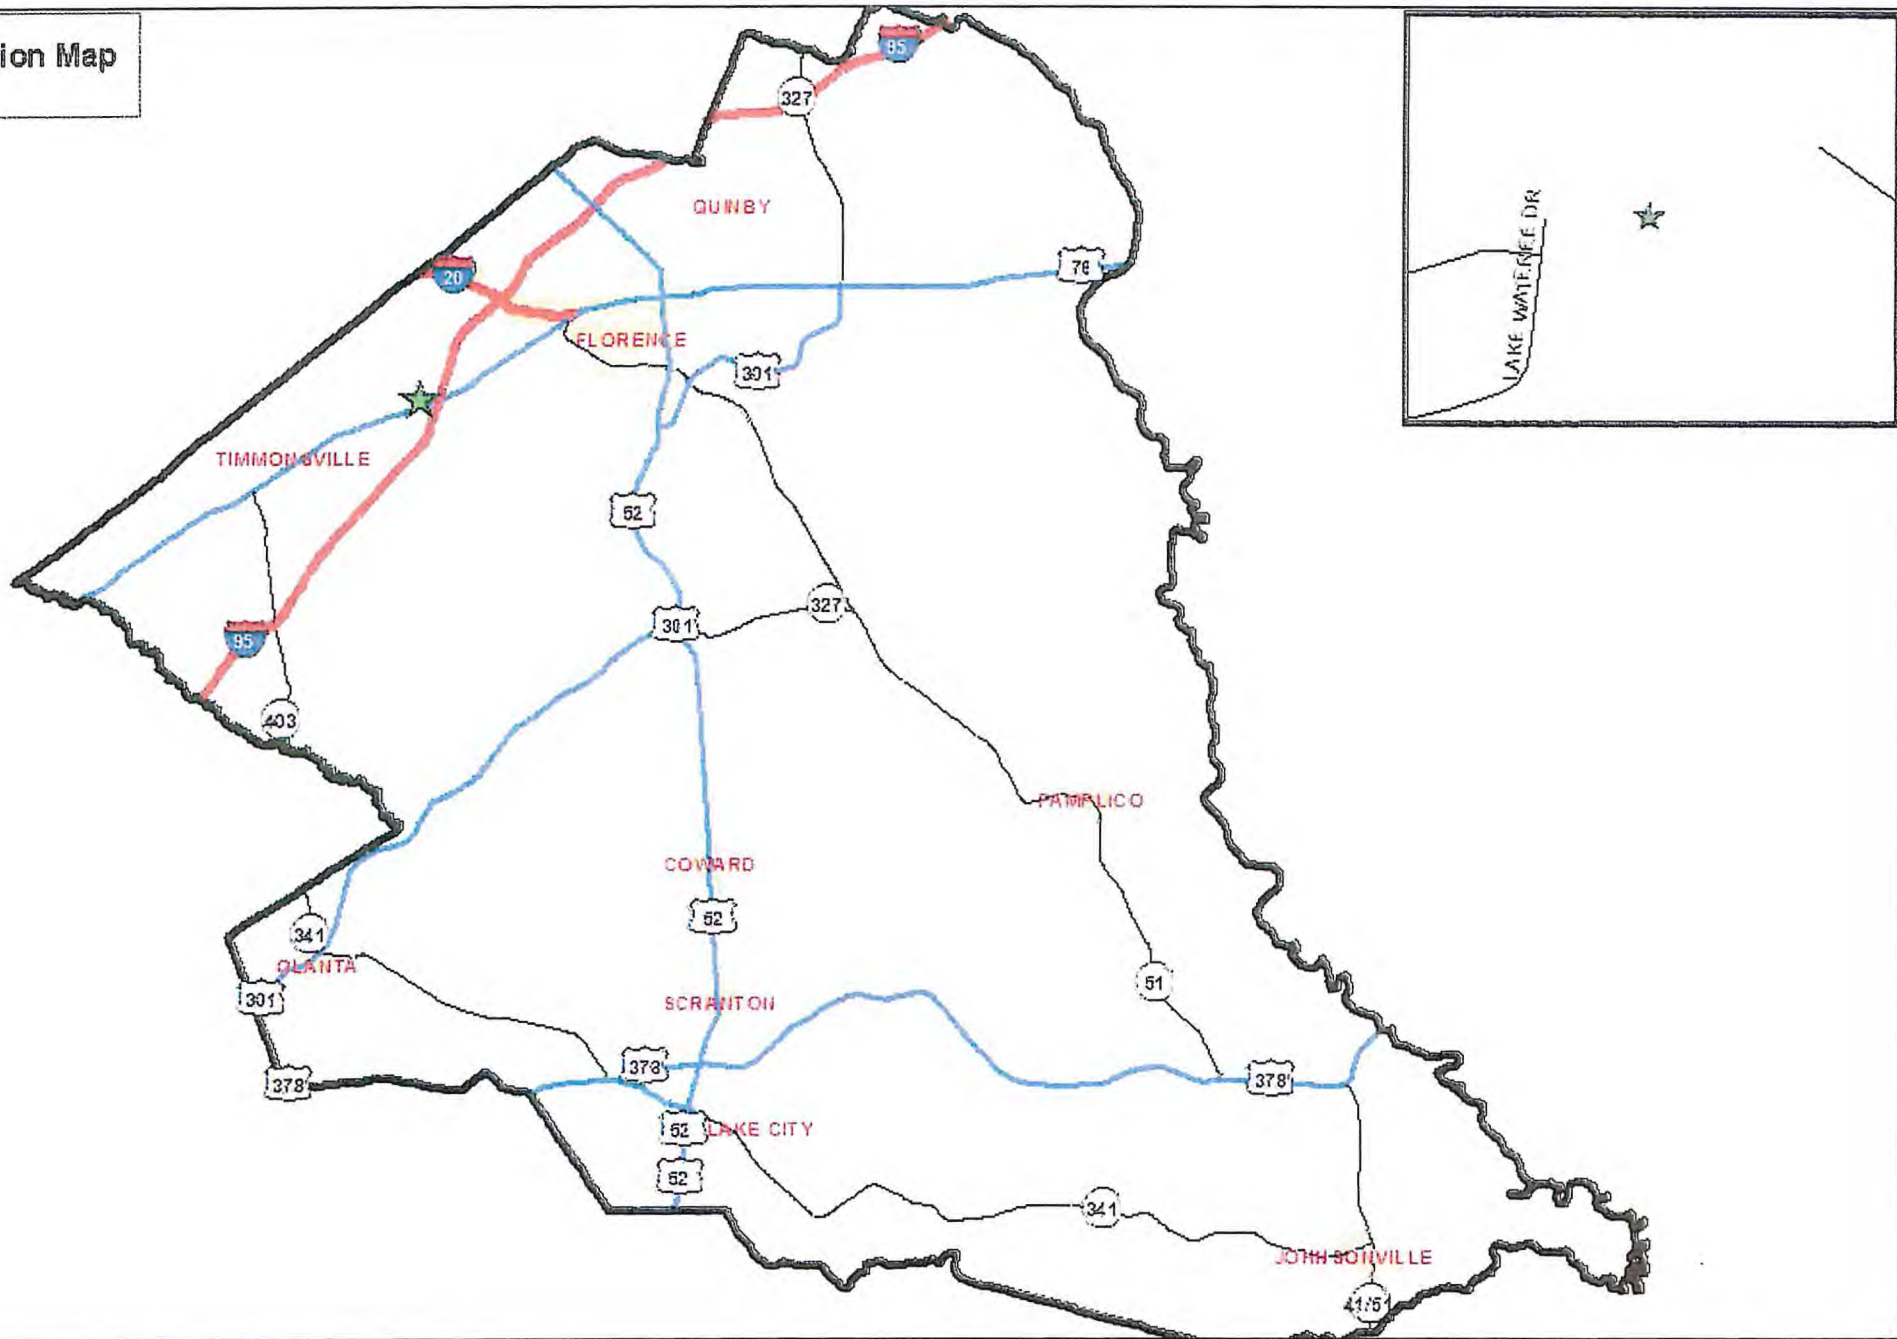 ion Map
95
327
QUINBY
20
76
FLORENCE
301
TIMMONSVILLE
52
327
301
95
403
PAMPLICO
COWARD
52
341
OLANTA
51
301
SCRANTON
378
378
378
52
LAKE CITY
52
341
JOHNSONVILLE
41/51
LAKE WATEREE DR